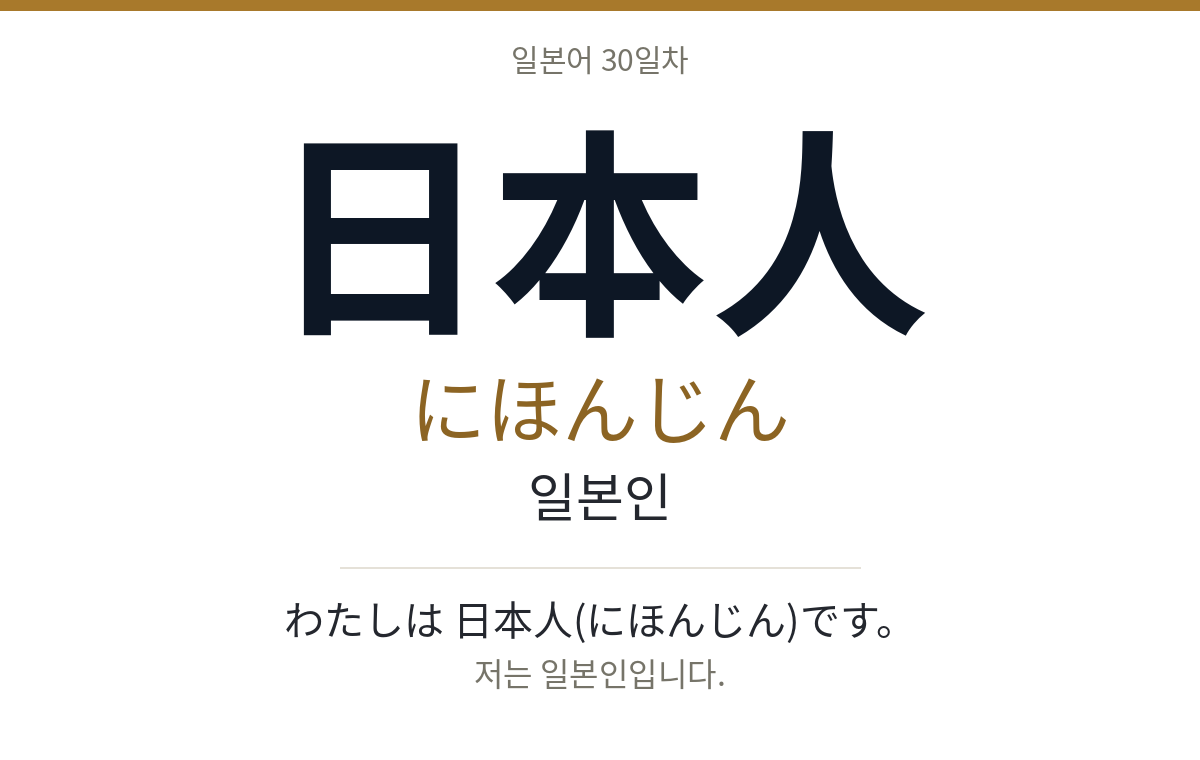 일본어 30일차
日本人
にほんじん
일본인
わたしは 日本人(にほんじん)です。
저는 일본인입니다.